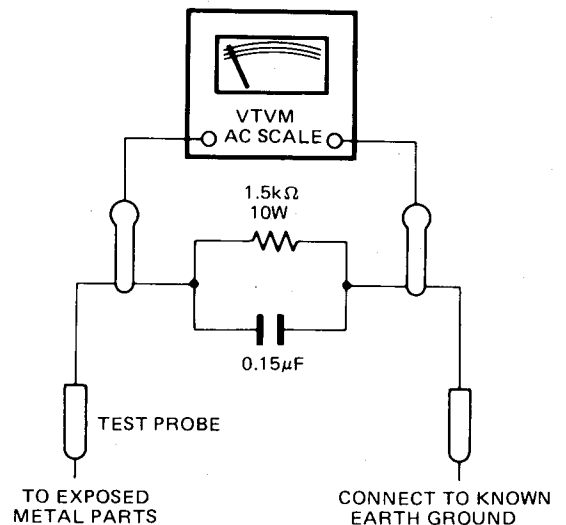 VTVM
AC SCALE
1.5kΩ
10W
0.15μF
TEST PROBE
TO EXPOSED
METAL PARTS
CONNECT TO KNOWN
EARTH GROUND